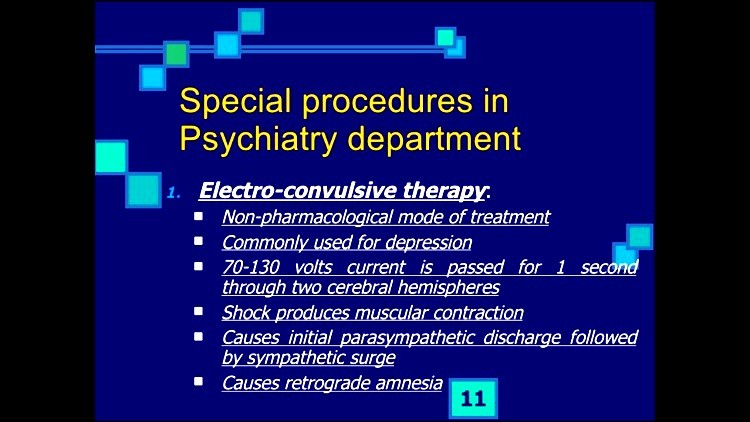 Special procedures in
Psychiatry department
1. Electro-convulsive therapy:
Non-pharmacological mode of treatment
Commonly used for depression
70-130 volts current is passed for 1 second
through two cerebral hemispheres
Shock produces muscular contraction
Causes initial parasympathetic discharge followed
by sympathetic surge
Causes retrograde amnesia
11